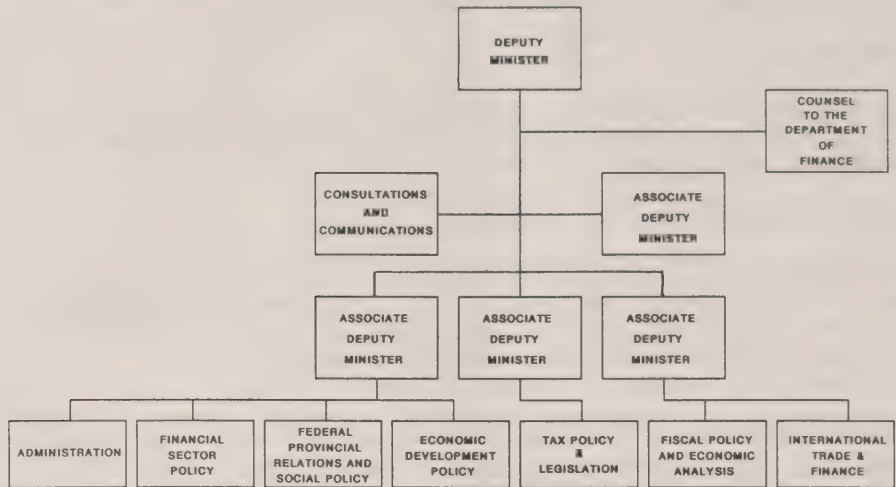 DEPUTY
MINISTER
COUNSEL
TO THE
DEPARTMENT
OF
FINANCE
CONSULTATIONS
AND
COMMUNICATIONS
ASSOCIATE
DEPUTY
MINISTER
ASSOCIATE
DEPUTY
MINISTER
ASSOCIATE
DEPUTY
MINISTER
ASSOCIATE
DEPUTY
MINISTER
ADMINISTRATION
FINANCIAL
SECTOR
POLICY
FEDERAL
PROVINCIAL
RELATIONS AND
SOCIAL POLICY
ECONOMIC
DEVELOPMENT
POLICY
TAX POLICY
&
LEGISLATION
FISCAL POLICY
AND ECONOMIC
ANALYSIS
INTERNATIONAL
TRADE &
FINANCE